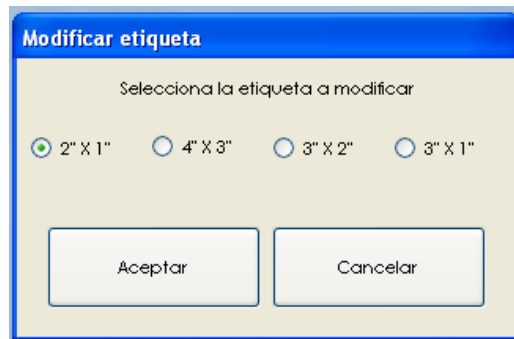 Modificar etiqueta
Selecciona la etiqueta a modificar
2" X 1" 4" X 3" 3" X 2" 3" X 1"
Aceptar Cancelar